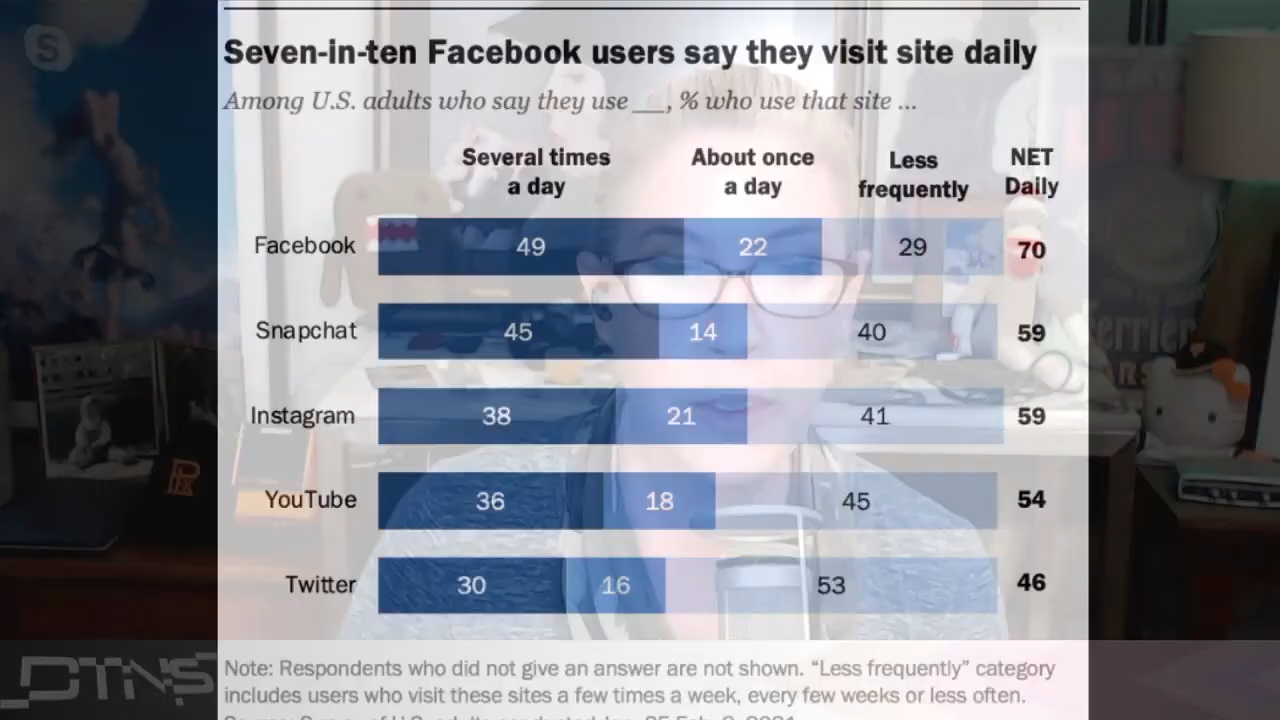 Seven-in-ten Facebook users say they visit site daily
Among U.S. adults who say they use __, % who use that site ...
Several times a day
About once a day
Less frequently
NET Daily
Facebook 49 22 29 70
Snapchat 45 14 40 59
Instagram 38 21 41 59
YouTube 36 18 45 54
Twitter 30 16 53 46
Note: Respondents who did not give an answer are not shown. “Less frequently” category
includes users who visit these sites a few times a week, every few weeks or less often.
DTNS
S